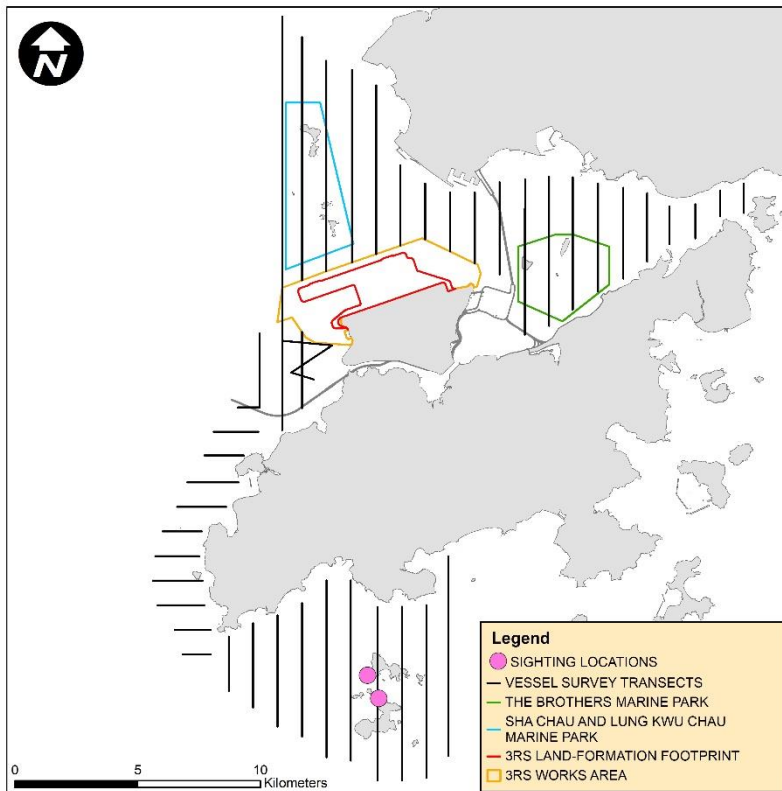 N
Legend
SIGHTING LOCATIONS
VESSEL SURVEY TRANSECTS
THE BROTHERS MARINE PARK
SHA CHAU AND LUNG KWU CHAU
MARINE PARK
3RS LAND-FORMATION FOOTPRINT
3RS WORKS AREA
0 5 10
Kilometers